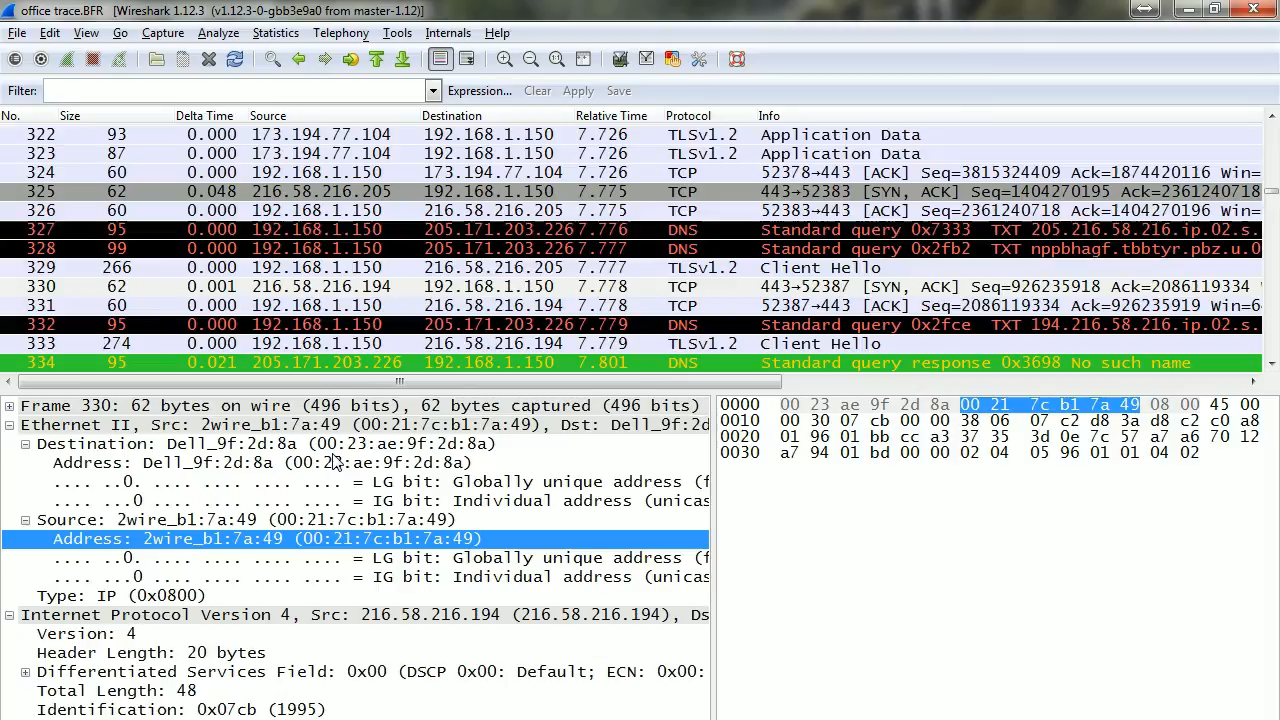 office trace.BFR [Wireshark 1.12.3 (v1.12.3-0-gbb3e9a0 from master-1.12)]
File Edit View Go Capture Analyze Statistics Telephony Tools Internals Help
Filter: Expression... Clear Apply Save
No. Size Delta Time Source Destination Relative Time Protocol Info
322 93 0.000 173.194.77.104 192.168.1.150 7.726 TLSv1.2 Application Data
323 87 0.000 173.194.77.104 192.168.1.150 7.726 TLSv1.2 Application Data
324 60 0.000 192.168.1.150 173.194.77.104 7.726 TCP 52378→443 [ACK] Seq=3815324409 Ack=1874420116 Win=
325 62 0.048 216.58.216.205 192.168.1.150 7.775 TCP 443→52383 [SYN, ACK] Seq=1404270195 Ack=2361240718
326 60 0.000 192.168.1.150 216.58.216.205 7.775 TCP 52383→443 [ACK] Seq=2361240718 Ack=1404270196 Win=
327 95 0.000 192.168.1.150 205.171.203.226 7.776 DNS Standard query 0x7333 TXT 205.216.58.216.ip.02.s.
328 99 0.000 192.168.1.150 205.171.203.226 7.777 DNS Standard query 0x2fb2 TXT nppbhagf.tbbtyr.pbz.u.0
329 266 0.000 192.168.1.150 216.58.216.205 7.777 TLSv1.2 Client Hello
330 62 0.001 216.58.216.194 192.168.1.150 7.778 TCP 443→52387 [SYN, ACK] Seq=926235918 Ack=2086119334
331 60 0.000 192.168.1.150 216.58.216.194 7.778 TCP 52387→443 [ACK] Seq=2086119334 Ack=926235919 Win=6
332 95 0.000 192.168.1.150 205.171.203.226 7.779 DNS Standard query 0x2fce TXT 194.216.58.216.ip.02.s.
333 274 0.000 192.168.1.150 216.58.216.194 7.779 TLSv1.2 Client Hello
334 95 0.021 205.171.203.226 192.168.1.150 7.801 DNS Standard query response 0x3698 No such name
Frame 330: 62 bytes on wire (496 bits), 62 bytes captured (496 bits)
Ethernet II, Src: 2wire_b1:7a:49 (00:21:7c:b1:7a:49), Dst: Dell_9f:2d
Destination: Dell_9f:2d:8a (00:23:ae:9f:2d:8a)
Address: Dell_9f:2d:8a (00:23:ae:9f:2d:8a)
.... ..0. .... .... .... .... = LG bit: Globally unique address (f
.... ...0 .... .... .... .... = IG bit: Individual address (unicas
Source: 2wire_b1:7a:49 (00:21:7c:b1:7a:49)
Address: 2wire_b1:7a:49 (00:21:7c:b1:7a:49)
.... ..0. .... .... .... .... = LG bit: Globally unique address (f
.... ...0 .... .... .... .... = IG bit: Individual address (unicas
Type: IP (0x0800)
Internet Protocol Version 4, Src: 216.58.216.194 (216.58.216.194), Ds
Version: 4
Header Length: 20 bytes
Differentiated Services Field: 0x00 (DSCP 0x00: Default; ECN: 0x00:
Total Length: 48
Identification: 0x07cb (1995)
0000 00 23 ae 9f 2d 8a 00 21 7c b1 7a 49 08 00 45 00
0010 00 30 07 cb 00 00 38 06 07 c2 d8 3a d8 c2 c0 a8
0020 01 96 01 bb cc a3 37 35 3d 0e 7c 57 a7 a6 70 12
0030 a7 94 01 bd 00 00 02 04 05 96 01 01 04 02